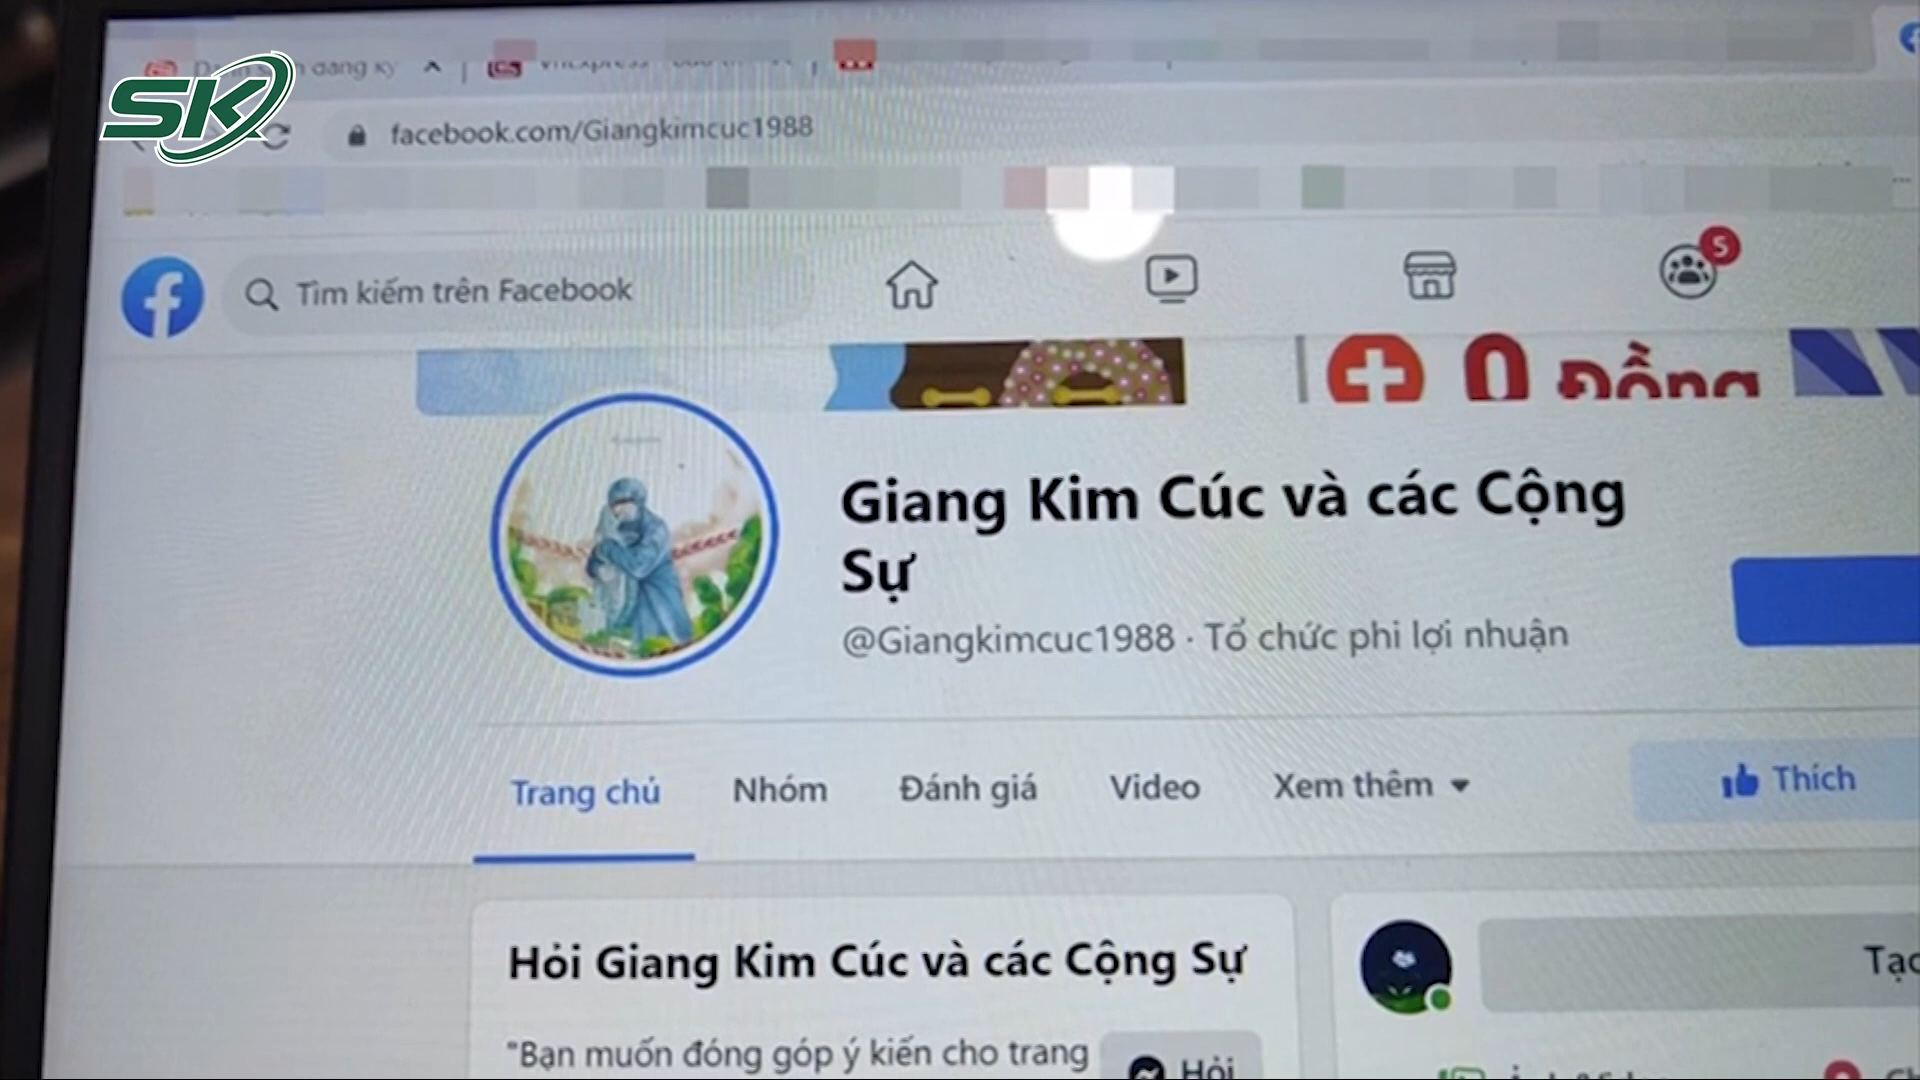 SK
đang ký
facebook.com/Giangkimcuc1988
Tìm kiếm trên Facebook
5
0 Đồng
Giang Kim Cúc và các Cộng
Sự
@Giangkimcuc1988 · Tổ chức phi lợi nhuận
Trang chủ Nhóm Đánh giá Video Xem thêm
Thích
Hỏi Giang Kim Cúc và các Cộng Sự
"Bạn muốn đóng góp ý kiến cho trang
Hỏi